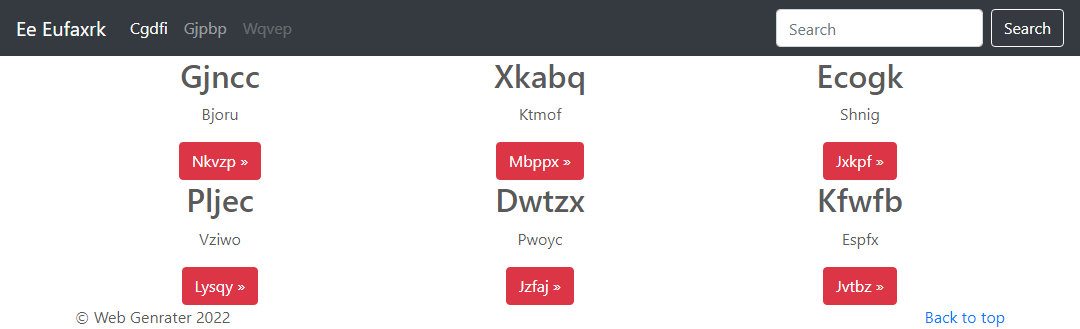 Ee Eufaxrk Cgdfi Gjpbp Wqvep Search Search
Gjncc Xkabq Ecogk
Bjoru Ktmof Shnig
Nkvzp » Mbppx » Jxkpf »
Pljec Dwtzx Kfwfb
Vziwo Pwoyc Espfx
Lysqy » Jzfaj » Jvtbz »
© Web Genrater 2022 Back to top